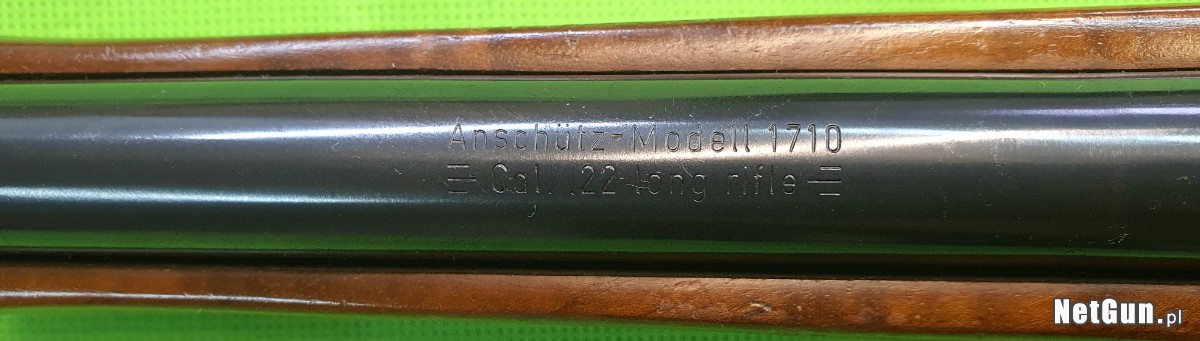 Anschütz-Modell 1710
Cal. .22 long rifle
NetGun.pl